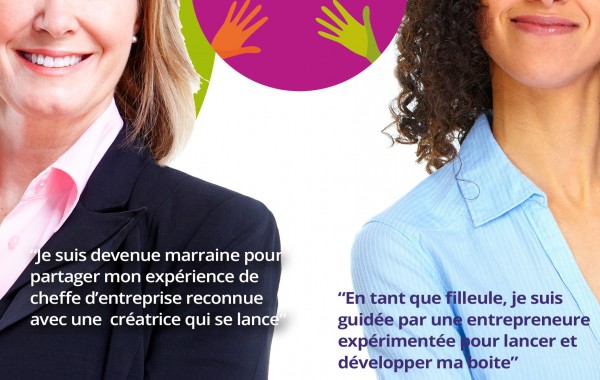 “Je suis devenue marraine pour
partager mon expérience de
cheffe d’entreprise reconnue
avec une  créatrice qui se lance”
“En tant que filleule, je suis
guidée par une entrepreneure
expérimentée pour lancer et
développer ma boite”